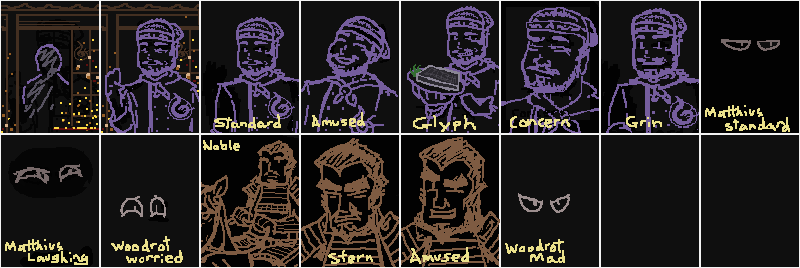 Standard
Amused
Glyph
Concern
Grin
Matthius
standard
Matthius
Laughing
Woodrot
worried
Noble
Stern
Amused
Woodrot
Mad